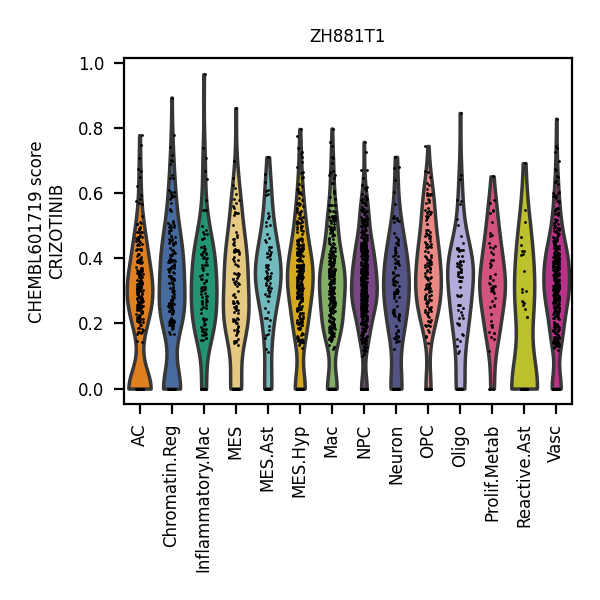 ZH881T1
CHEMBL601719 score
CRIZOTINIB
1.0
0.8
0.6
0.4
0.2
0.0
AC
Chromatin.Reg
Inflammatory.Mac
MES
MES.Ast
MES.Hyp
Mac
NPC
Neuron
OPC
Oligo
Prolif.Metab
Reactive.Ast
Vasc